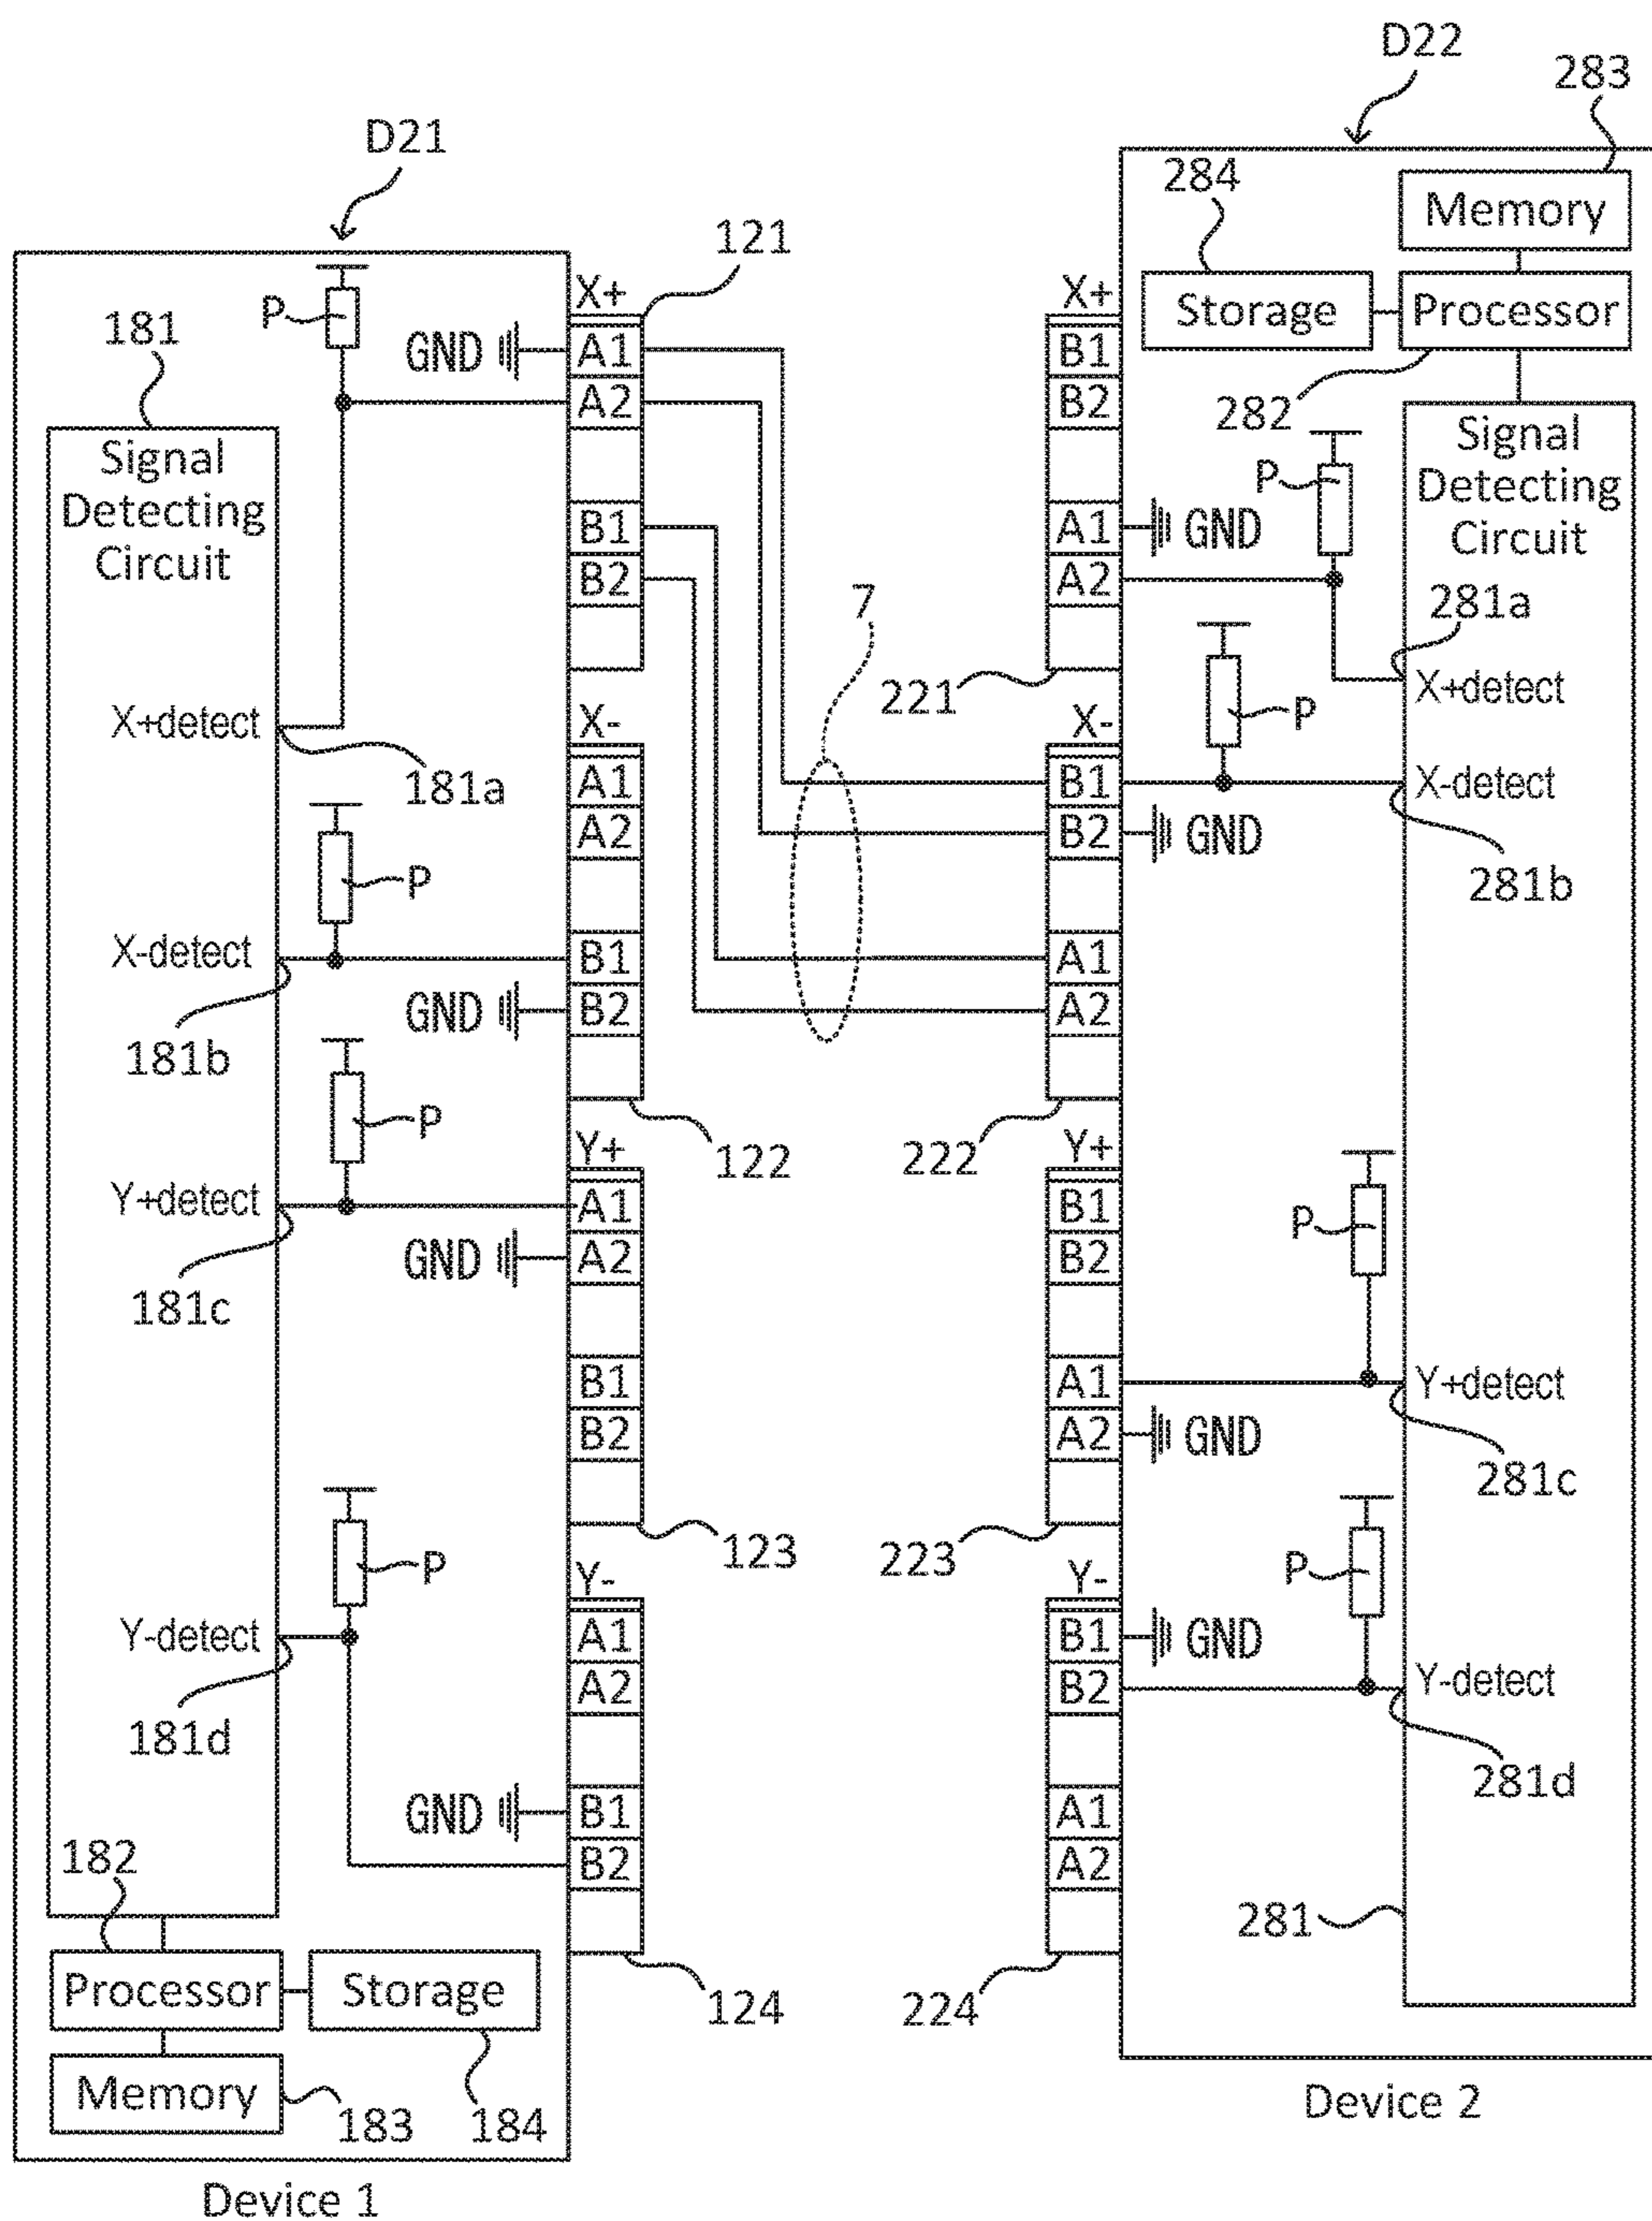 D22
283
D21
284
Memory
121
X+
X+
P
Storage
Processor
181
GND
A1
B1
A2
B2
282
Signal
Detecting
Circuit
Signal
Detecting
Circuit
P
B1
A1
GND
B2
A2
7
281a
221
X+detect
X+detect
X-
X-
P
181a
A1
B1
X-detect
A2
B2
GND
P
281b
X-detect
B1
A1
GND
B2
A2
181b
P
122
222
Y+
Y+
Y+detect
A1
B1
P
GND
A2
B2
181c
B1
A1
Y+detect
B2
A2
GND
281c
123
223
P
P
Y-
Y-
Y-detect
A1
B1
GND
A2
B2
Y-detect
181d
281d
GND
B1
A1
182
B2
A2
281
Processor
Storage
124
224
Memory
183
184
Device 2
Device 1